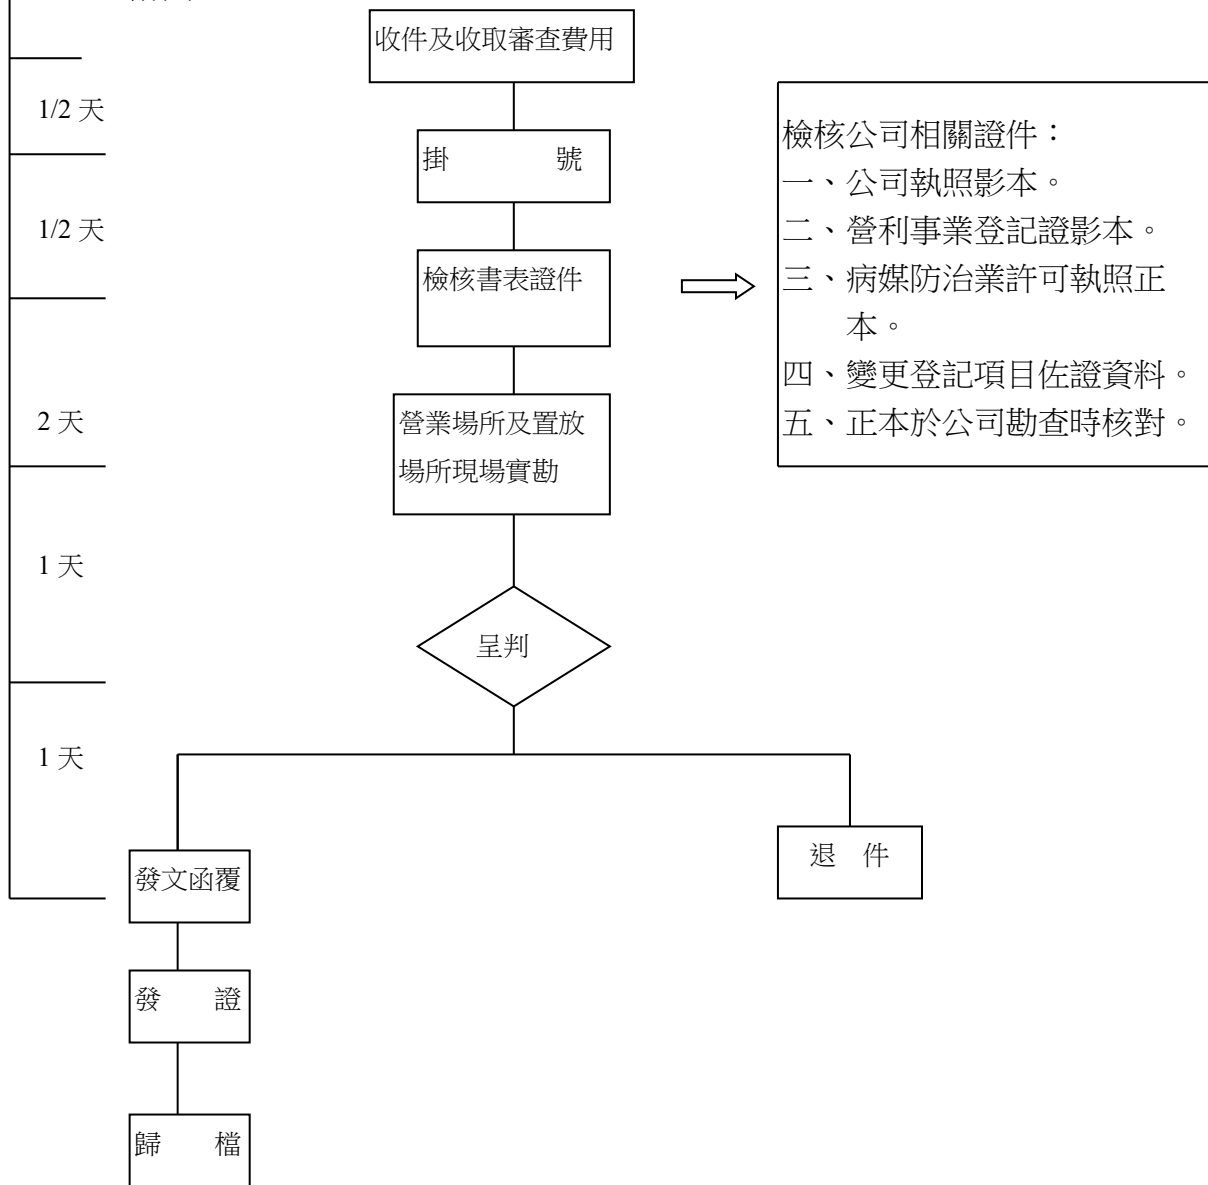 收件及收取審查費用
1/2 天
掛 號
檢核公司相關證件：
一、公司執照影本。
二、營利事業登記證影本。
三、病媒防治業許可執照正
本。
四、變更登記項目佐證資料。
五、正本於公司勘查時核對。
1/2 天
檢核書表證件
2 天
營業場所及置放
場所現場實勘
1 天
呈判
1 天
退 件
發文函覆
發 證
歸 檔